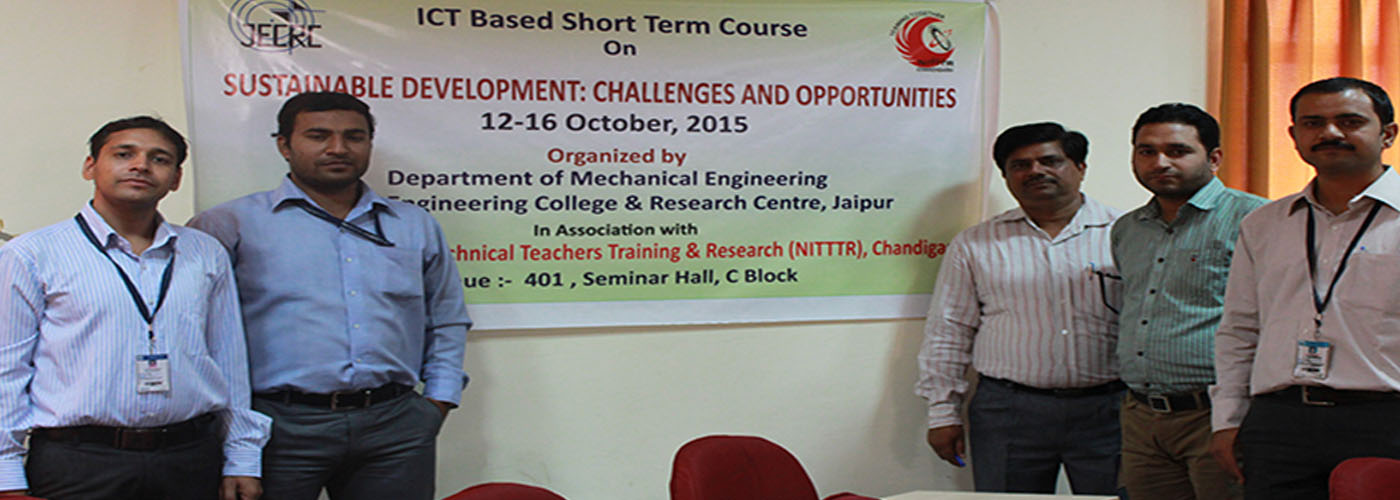 JECRC
ICT Based Short Term Course
On
SUSTAINABLE DEVELOPMENT: CHALLENGES AND OPPORTUNITIES
12-16 October, 2015
Organized by
Department of Mechanical Engineering
Engineering College & Research Centre, Jaipur
In Association with
chnical Teachers Training & Research (NITTTR), Chandiga
ue :- 401 , Seminar Hall, C Block